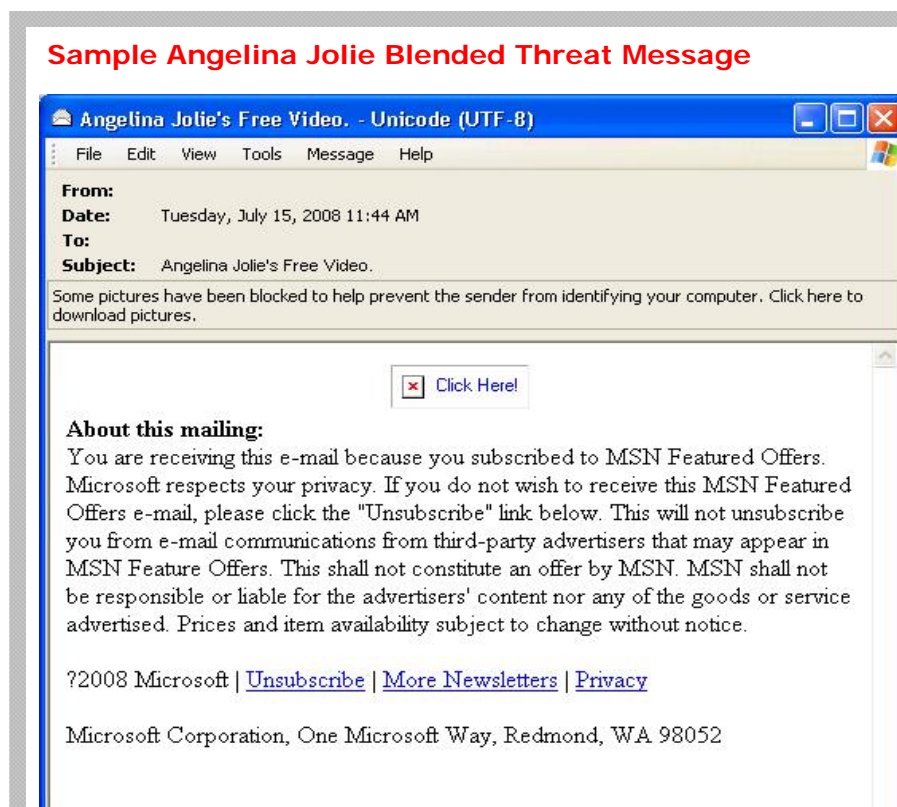 Sample Angelina Jolie Blended Threat Message
Angelina Jolie's Free Video. - Unicode (UTF-8)
File Edit View Tools Message Help
From:
Date: Tuesday, July 15, 2008 11:44 AM
To:
Subject: Angelina Jolie's Free Video.
Some pictures have been blocked to help prevent the sender from identifying your computer. Click here to
download pictures.
Click Here!
About this mailing:
You are receiving this e-mail because you subscribed to MSN Featured Offers.
Microsoft respects your privacy. If you do not wish to receive this MSN Featured
Offers e-mail, please click the "Unsubscribe" link below. This will not unsubscribe
you from e-mail communications from third-party advertisers that may appear in
MSN Feature Offers. This shall not constitute an offer by MSN. MSN shall not
be responsible or liable for the advertisers' content nor any of the goods or service
advertised. Prices and item availability subject to change without notice.
?2008 Microsoft | Unsubscribe | More Newsletters | Privacy
Microsoft Corporation, One Microsoft Way, Redmond, WA 98052